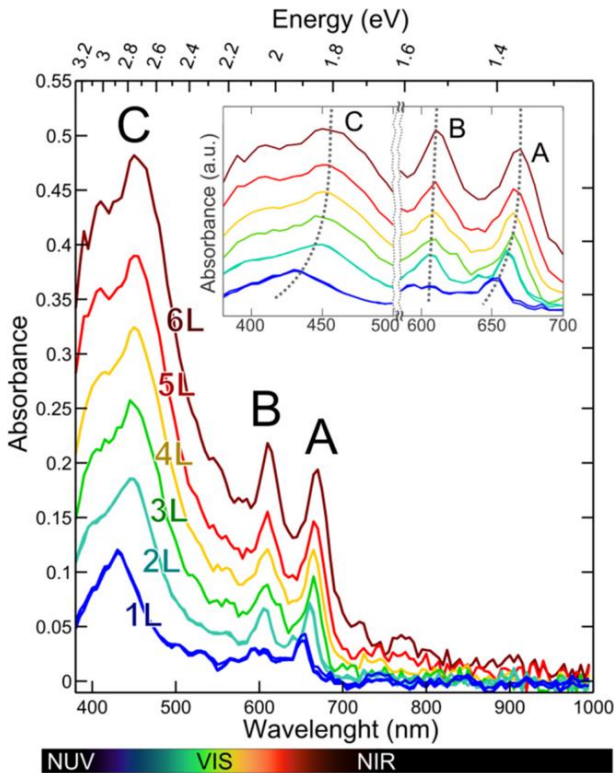 Energy (eV)
3.2 3 2.8 2.6 2.4 2.2 2 1.8 1.6 1.4
0.55
0.5
0.45
0.4
0.35
0.3
0.25
0.2
0.15
0.1
0.05
0
Absorbance
C
B
A
6L
5L
4L
3L
2L
1L
Absorbance (a.u.)
C
B
A
400 450 500 600 650 700
400 500 600 700 800 900 1000
Wavelenght (nm)
NUV VIS NIR